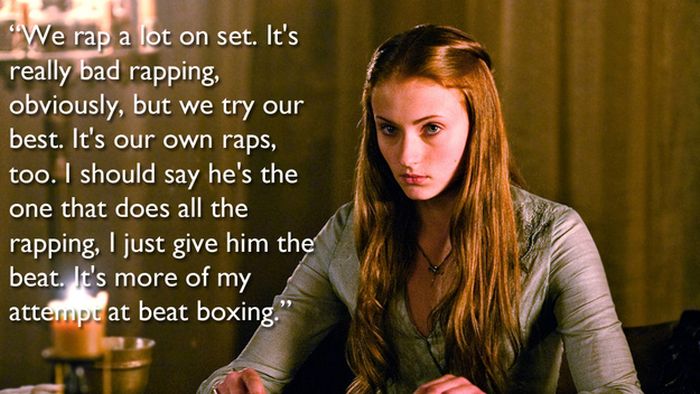 “We rap a lot on set. It's
really bad rapping,
obviously, but we try our
best. It's our own raps,
too. I should say he's the
one that does all the
rapping, I just give him the
beat. It's more of my
attempt at beat boxing.”